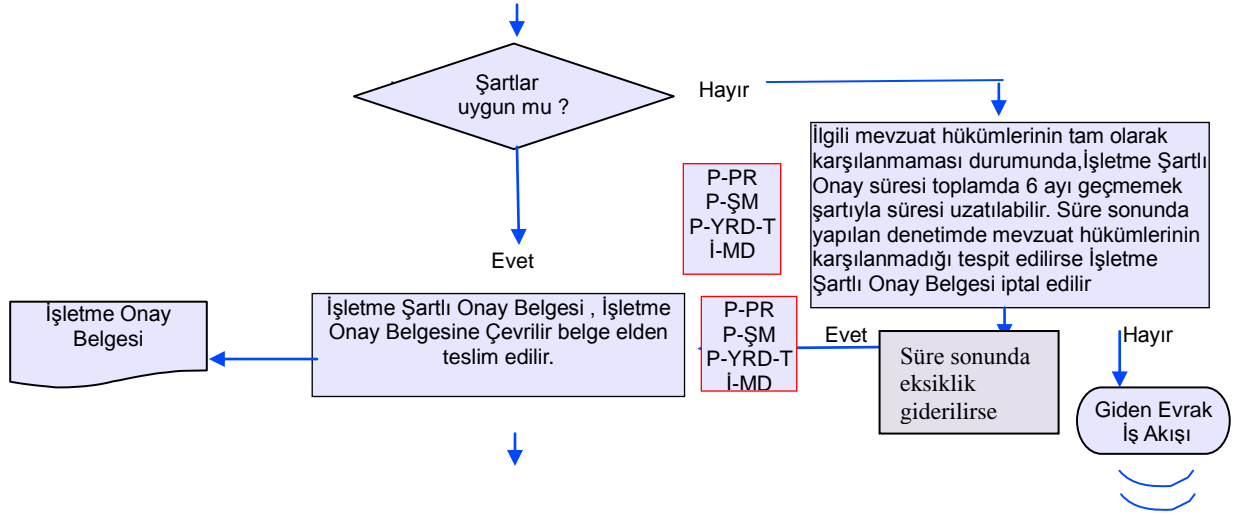 Şartlar
uygun mu ?
Hayır
İlgili mevzuat hükümlerinin tam olarak
karşılanmaması durumunda,İşletme Şartlı
Onay süresi toplamda 6 ayı geçmemek
şartıyla süresi uzatılabilir. Süre sonunda
yapılan denetimde mevzuat hükümlerinin
karşılanmadığı tespit edilirse İşletme
Şartlı Onay Belgesi iptal edilir
P-PR
P-ŞM
P-YRD-T
İ-MD
Evet
İşletme Onay
Belgesi
İşletme Şartlı Onay Belgesi , İşletme
Onay Belgesine Çevrilir belge elden
teslim edilir.
P-PR
P-ŞM
P-YRD-T
İ-MD
Evet
Süre sonunda
eksiklik
giderilirse
Hayır
Giden Evrak
İş Akışı